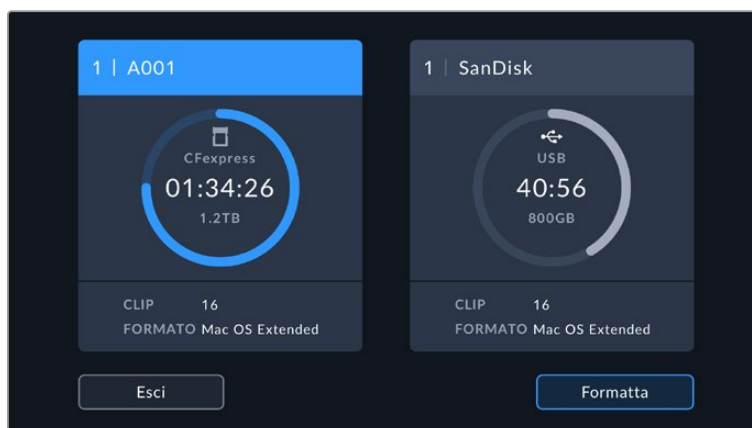 1 | A001
CFexpress
01:34:26
1.2TB
CLIP 16
FORMATO Mac OS Extended
1 | SanDisk
USB
40:56
800GB
CLIP 16
FORMATO Mac OS Extended
Esci
Formatta